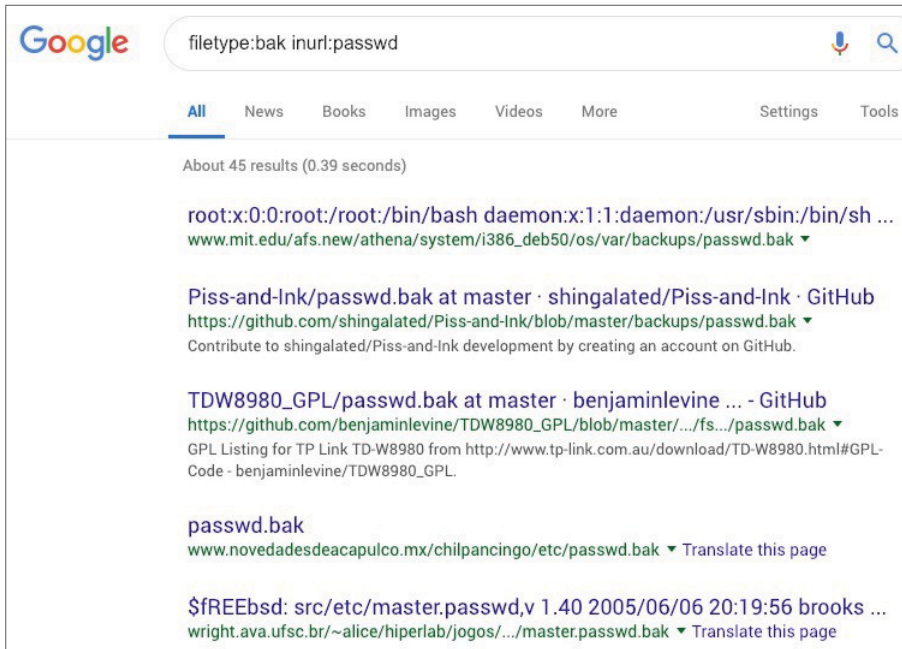 Google
filetype:bak inurl:passwd
All News Books Images Videos More Settings Tools
About 45 results (0.39 seconds)
root:x:0:0:root:/root:/bin/bash daemon:x:1:1:daemon:/usr/sbin:/bin/sh ...
www.mit.edu/afs.new/athena/system/i386_deb50/os/var/backups/passwd.bak
Piss-and-Ink/passwd.bak at master · shingalated/Piss-and-Ink · GitHub
https://github.com/shingalated/Piss-and-Ink/blob/master/backups/passwd.bak
Contribute to shingalated/Piss-and-Ink development by creating an account on GitHub.
TDW8980_GPL/passwd.bak at master · benjaminlevine ... - GitHub
https://github.com/benjaminlevine/TDW8980_GPL/blob/master/.../fs.../passwd.bak
GPL Listing for TP Link TD-W8980 from http://www.tp-link.com.au/download/TD-W8980.html#GPL-
Code - benjaminlevine/TDW8980_GPL.
passwd.bak
www.novedadesdeacapulco.mx/chilpancingo/etc/passwd.bak Translate this page
$fREEbsd: src/etc/master.passwd,v 1.40 2005/06/06 20:19:56 brooks ...
wright.ava.ufsc.br/~alice/hiperlab/jogos/.../master.passwd.bak Translate this page